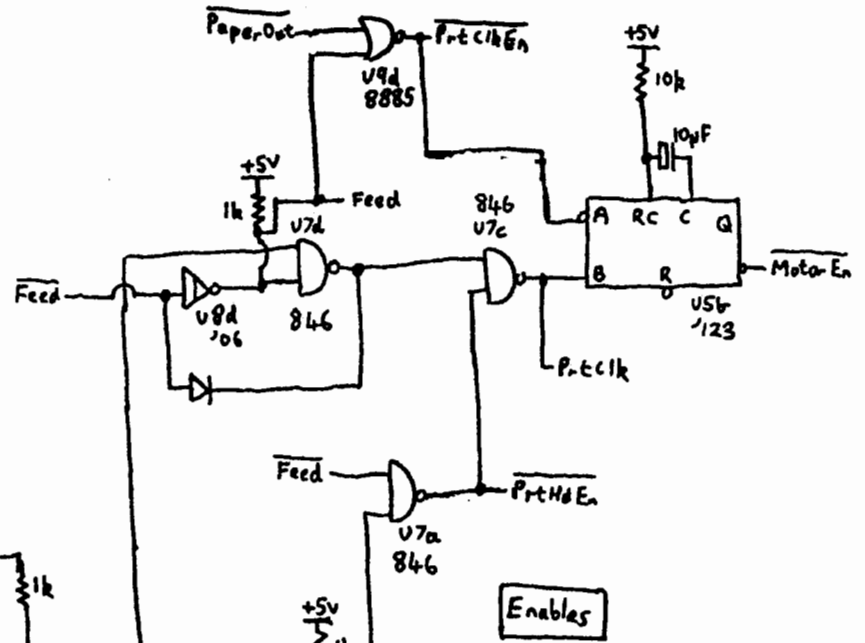 PaperOut
PrtClkEn
U9d
8885
+5V
10k
10µF
+5V
1k
Feed
U7d
846
U7c
A
RC
C
Q
Feed
U8d
'06
846
B
R
MotorEn
U5b
'123
PrtClk
Feed
PrtHdEn
U7a
846
1k
+5V
Enables